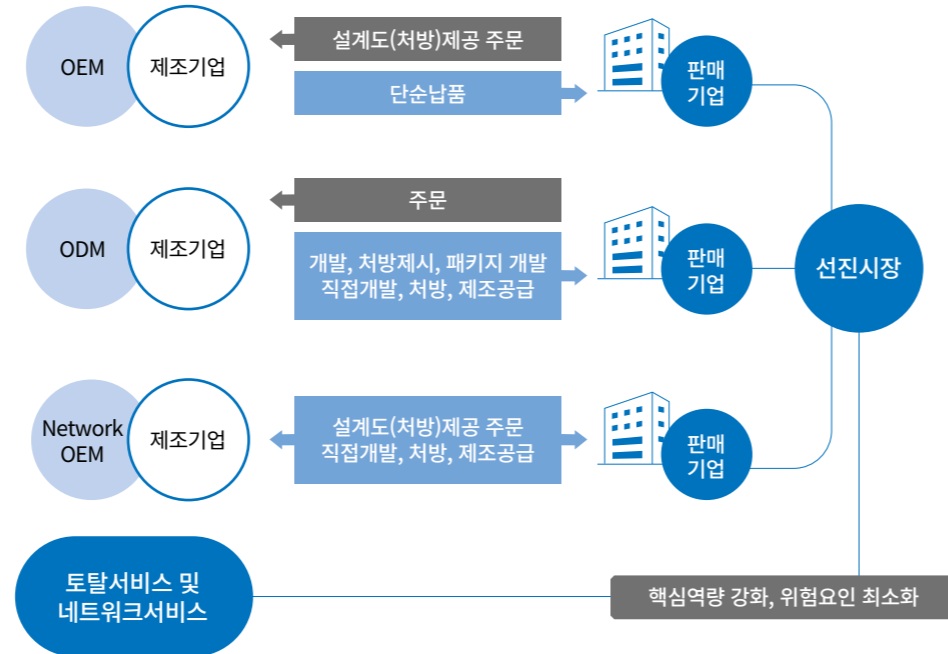 OEM
제조기업
설계도(처방)제공 주문
단순납품
판매
기업
ODM
제조기업
주문
개발, 처방제시, 패키지 개발
직접개발, 처방, 제조공급
판매
기업
선진시장
Network
OEM
제조기업
설계도(처방)제공 주문
직접개발, 처방, 제조공급
판매
기업
토탈서비스 및
네트워크서비스
핵심역량 강화, 위험요인 최소화